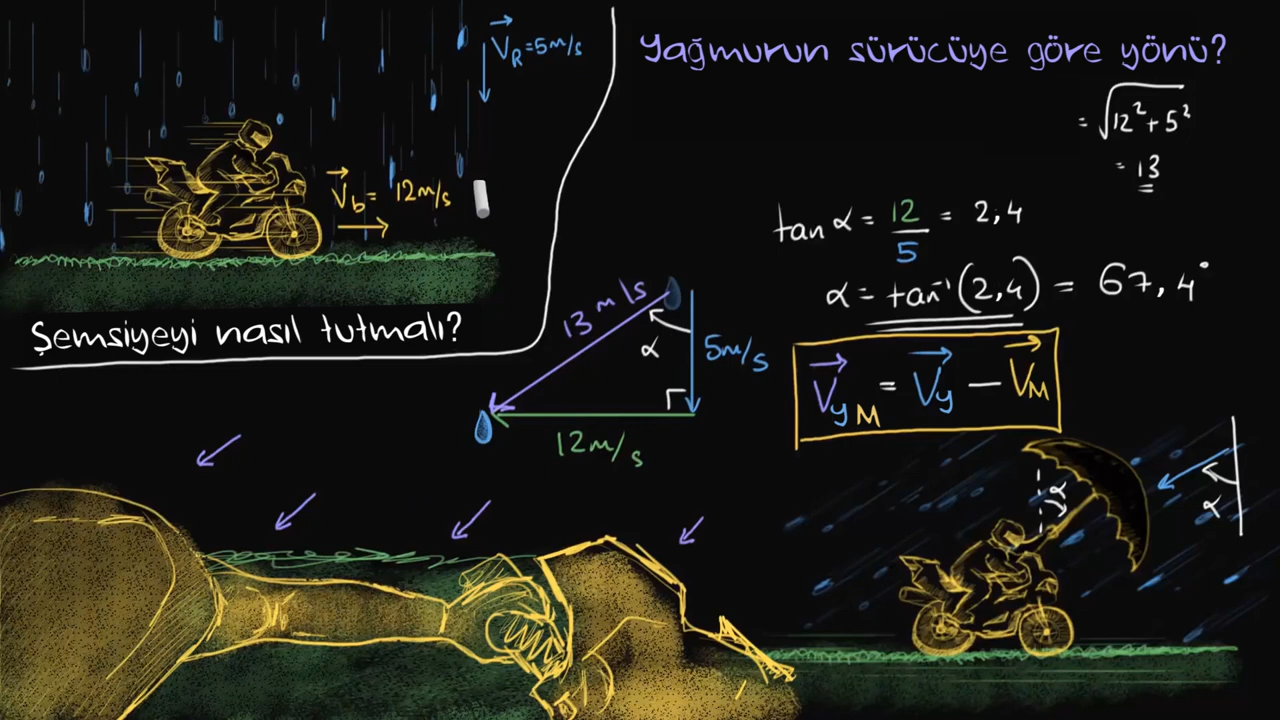 V_R = 5m/s
V_b = 12m/s
Şemsiyeyi nasıl tutmalı?
Yağmurun sürücüye göre yönü?
= √12² + 5²
= 13
tan α = 12/5 = 2,4
α = tan⁻¹(2,4) = 67,4°
13 m/s
α
5m/s
12m/s
V_yM = V_y − V_M
α
α